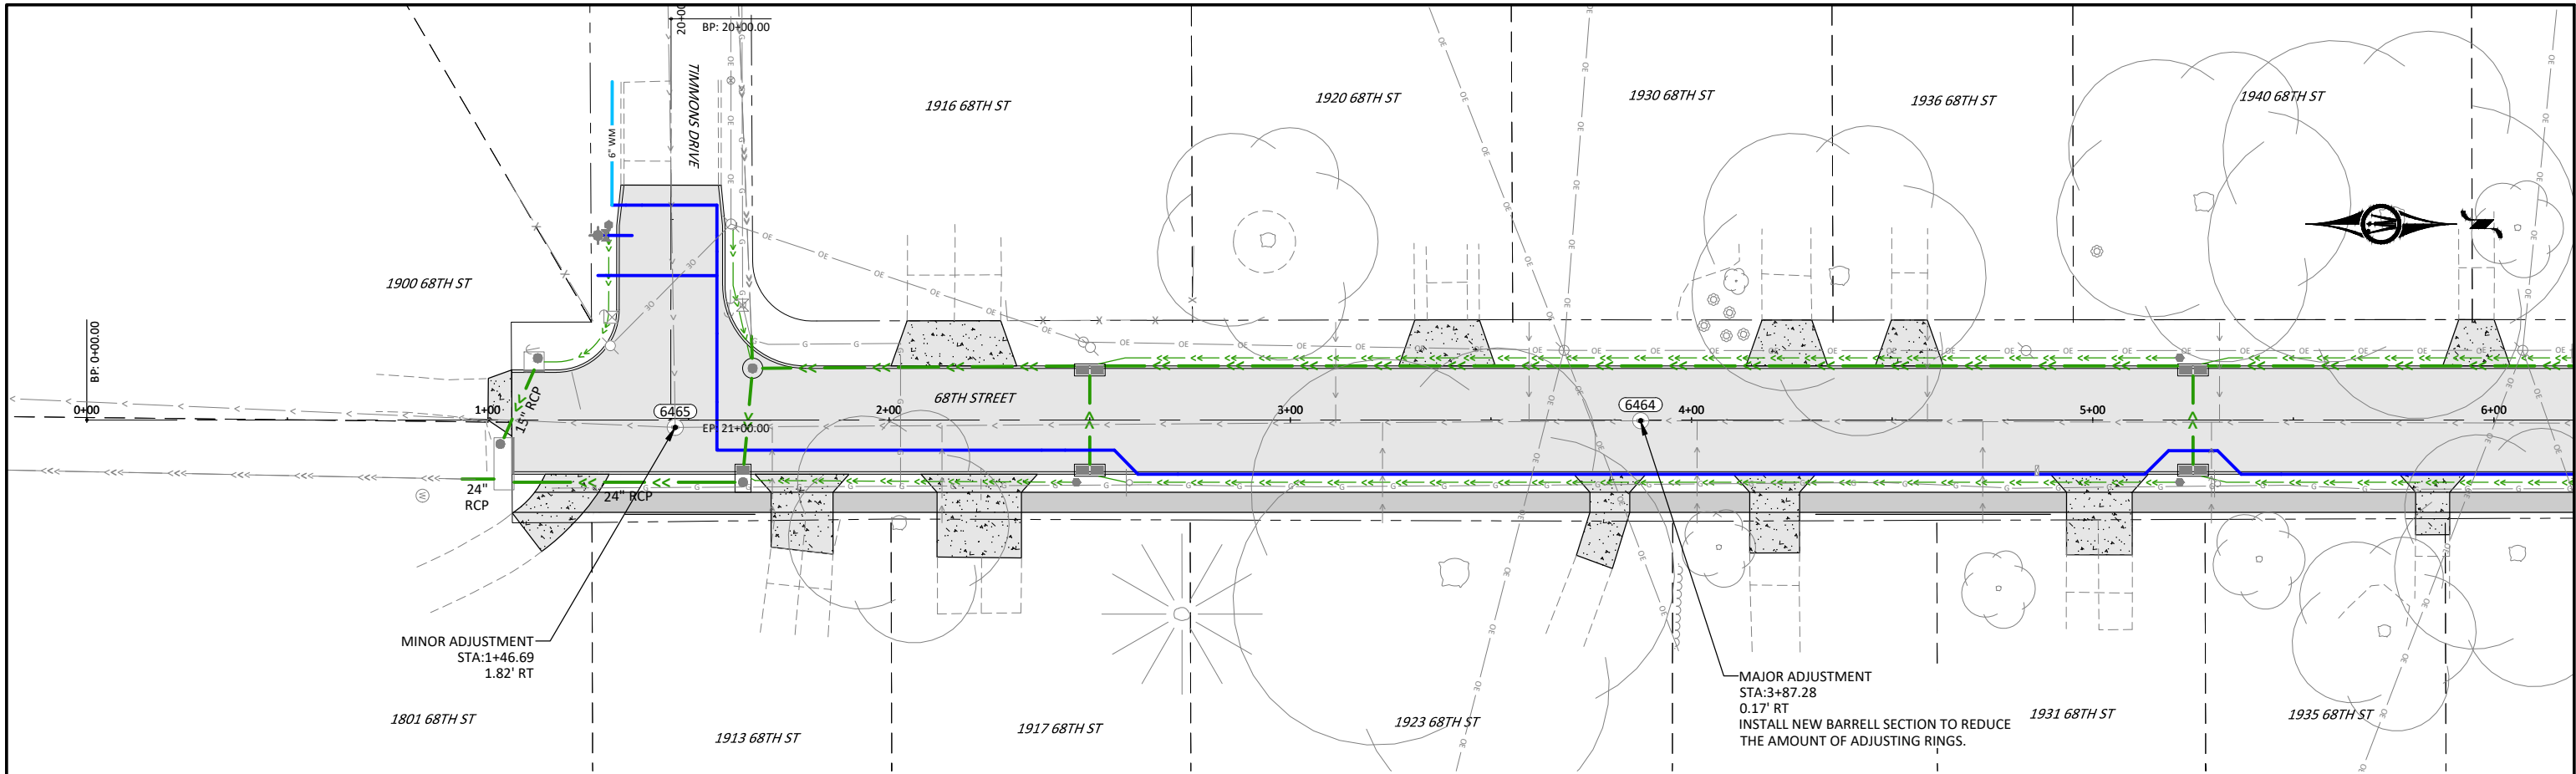 20+00
BP: 20+00.00
TIMMONS DRIVE
6" WM
1916 68TH ST
1920 68TH ST
1930 68TH ST
1936 68TH ST
1940 68TH ST
1900 68TH ST
BP: 0+00.00
0+00
1+00
2+00
3+00
4+00
5+00
6+00
15" RCP
6465
EP: 21+00.00
68TH STREET
6464
24"
RCP
24" RCP
W
MINOR ADJUSTMENT
STA:1+46.69
1.82' RT
MAJOR ADJUSTMENT
STA:3+87.28
0.17' RT
INSTALL NEW BARRELL SECTION TO REDUCE
THE AMOUNT OF ADJUSTING RINGS.
1801 68TH ST
1913 68TH ST
1917 68TH ST
1923 68TH ST
1931 68TH ST
1935 68TH ST